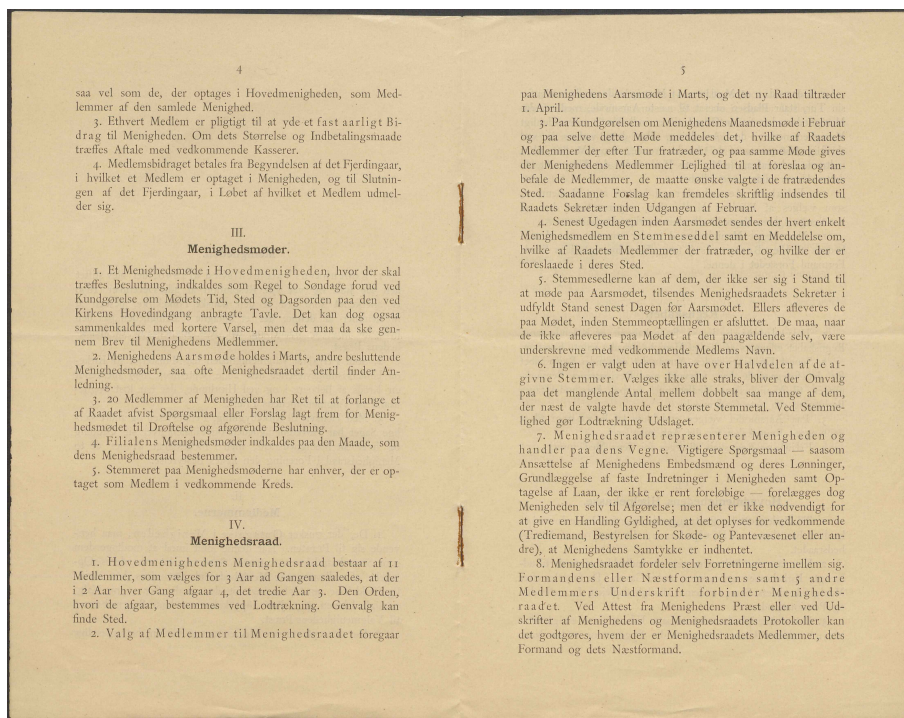 4
saa vel som de, der optages i Hovedmenigheden, som Med-
lemmer af den samlede Menighed.
3. Ethvert Medlem er pligtigt til at yde et fast aarligt Bi-
drag til Menigheden. Om dets Størrelse og Indbetalingsmaade
træffes Aftale med vedkommende Kasserer.
4. Medlemsbidraget betales fra Begyndelsen af det Fjerdingaar,
i hvilket et Medlem er optaget i Menigheden, og til Slutnin-
gen af det Fjerdingaar, i Løbet af hvilket et Medlem udmel-
der sig.
III.
Menighedsmøder.
1. Et Menighedsmøde i Hovedmenigheden, hvor der skal
træffes Beslutning, indkaldes som Regel to Søndage forud ved
Kundgørelse om Mødets Tid, Sted og Dagsorden paa den ved
Kirkens Hovedindgang anbragte Tavle. Det kan dog ogsaa
sammenkaldes med kortere Varsel, men det maa da ske gen-
nem Brev til Menighedens Medlemmer.
2. Menighedens Aarsmøde holdes i Marts, andre besluttende
Menighedsmøder, saa ofte Menighedsraadet dertil finder An-
ledning.
3. 20 Medlemmer af Menigheden har Ret til at forlange et
af Raadet afvist Spørgsmaal eller Forslag lagt frem for Menig-
hedsmødet til Drøftelse og afgørende Beslutning.
4. Filialens Menighedsmøder indkaldes paa den Maade, som
dens Menighedsraad bestemmer.
5. Stemmeret paa Menighedsmøderne har enhver, der er op-
taget som Medlem i vedkommende Kreds.
IV.
Menighedsraad.
1. Hovedmenighedens Menighedsraad bestaar af 11
Medlemmer, som vælges for 3 Aar ad Gangen saaledes, at der
i 2 Aar hver Gang afgaar 4, det tredie Aar 3. Den Orden,
hvori de afgaar, bestemmes ved Lodtrækning. Genvalg kan
finde Sted.
2. Valg af Medlemmer til Menighedsraadet foregaar
5
paa Menighedens Aarsmøde i Marts, og det ny Raad tiltræder
1. April.
3. Paa Kundgørelsen om Menighedens Maanedsmøde i Februar
og paa selve dette Møde meddeles det, hvilke af Raadets
Medlemmer der efter Tur fratræder, og paa samme Møde gives
der Menighedens Medlemmer Lejlighed til at foreslaa og an-
befale de Medlemmer, de maatte ønske valgte i de fratrædendes
Sted. Saadanne Forslag kan fremdeles skriftlig indsendes til
Raadets Sekretær inden Udgangen af Februar.
4. Senest Ugedagen inden Aarsmødet sendes der hvert enkelt
Menighedsmedlem en Stemmeseddel samt en Meddelelse om,
hvilke af Raadets Medlemmer der fratræder, og hvilke der er
foreslaaede i deres Sted.
5. Stemmesedlerne kan af dem, der ikke ser sig i Stand til
at møde paa Aarsmødet, tilsendes Menighedsraadets Sekretær i
udfyldt Stand senest Dagen før Aarsmødet. Ellers afleveres de
paa Mødet, inden Stemmeoptællingen er afsluttet. De maa, naar
de ikke afleveres paa Mødet af den paagældende selv, være
underskrevne med vedkommende Medlems Navn.
6. Ingen er valgt uden at have over Halvdelen af de af-
givne Stemmer. Vælges ikke alle straks, bliver der Omvalg
paa det manglende Antal mellem dobbelt saa mange af dem,
der næst de valgte havde det største Stemmetal. Ved Stemme-
lighed gør Lodtrækning Udslaget.
7. Menighedsraadet repræsenterer Menigheden og
handler paa dens Vegne. Vigtigere Spørgsmaal — saasom
Ansættelse af Menighedens Embedsmænd og deres Lønninger,
Grundlæggelse af faste Indretninger i Menigheden samt Op-
tagelse af Laan, der ikke er rent foreløbige — forelægges dog
Menigheden selv til Afgørelse; men det er ikke nødvendigt for
at give en Handling Gyldighed, at det oplyses for vedkommende
(Trediemand, Bestyrelsen for Skøde- og Pantevæsenet eller an-
dre), at Menighedens Samtykke er indhentet.
8. Menighedsraadet fordeler selv Forretningerne imellem sig.
Formandens eller Næstformandens samt 5 andre
Medlemmers Underskrift forbinder Menigheds-
raadet. Ved Attest fra Menighedens Præst eller ved Ud-
skrifter af Menighedens og Menighedsraadets Protokoller kan
det godtgøres, hvem der er Menighedsraadets Medlemmer, dets
Formand og dets Næstformand.